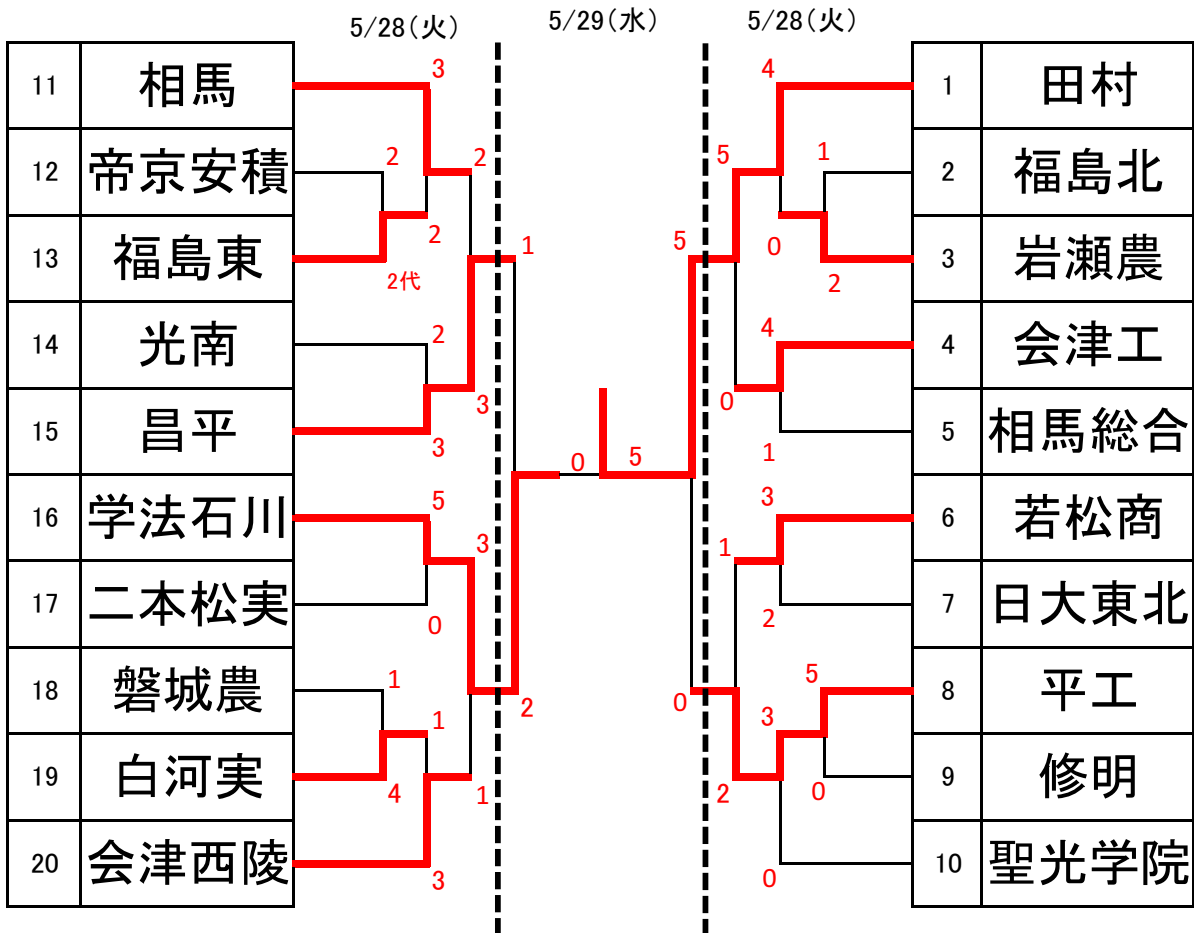 5/28（火） 5/29（水） 5/28（火）
11 相馬 3 4 1 田村
12 帝京安積 2 2 5 1 2 福島北
13 福島東 2 1 5 0 3 岩瀬農
2代 2
14 光南 2 4 4 会津工
15 昌平 3 3 0 5 0 5 1 相馬総合
16 学法石川 5 3 3 6 若松商
17 二本松実 0 3 1 2 7 日大東北
18 磐城農 1 1 2 0 3 5 8 平工
19 白河実 4 1 2 0 9 修明
20 会津西陵 3 0 10 聖光学院